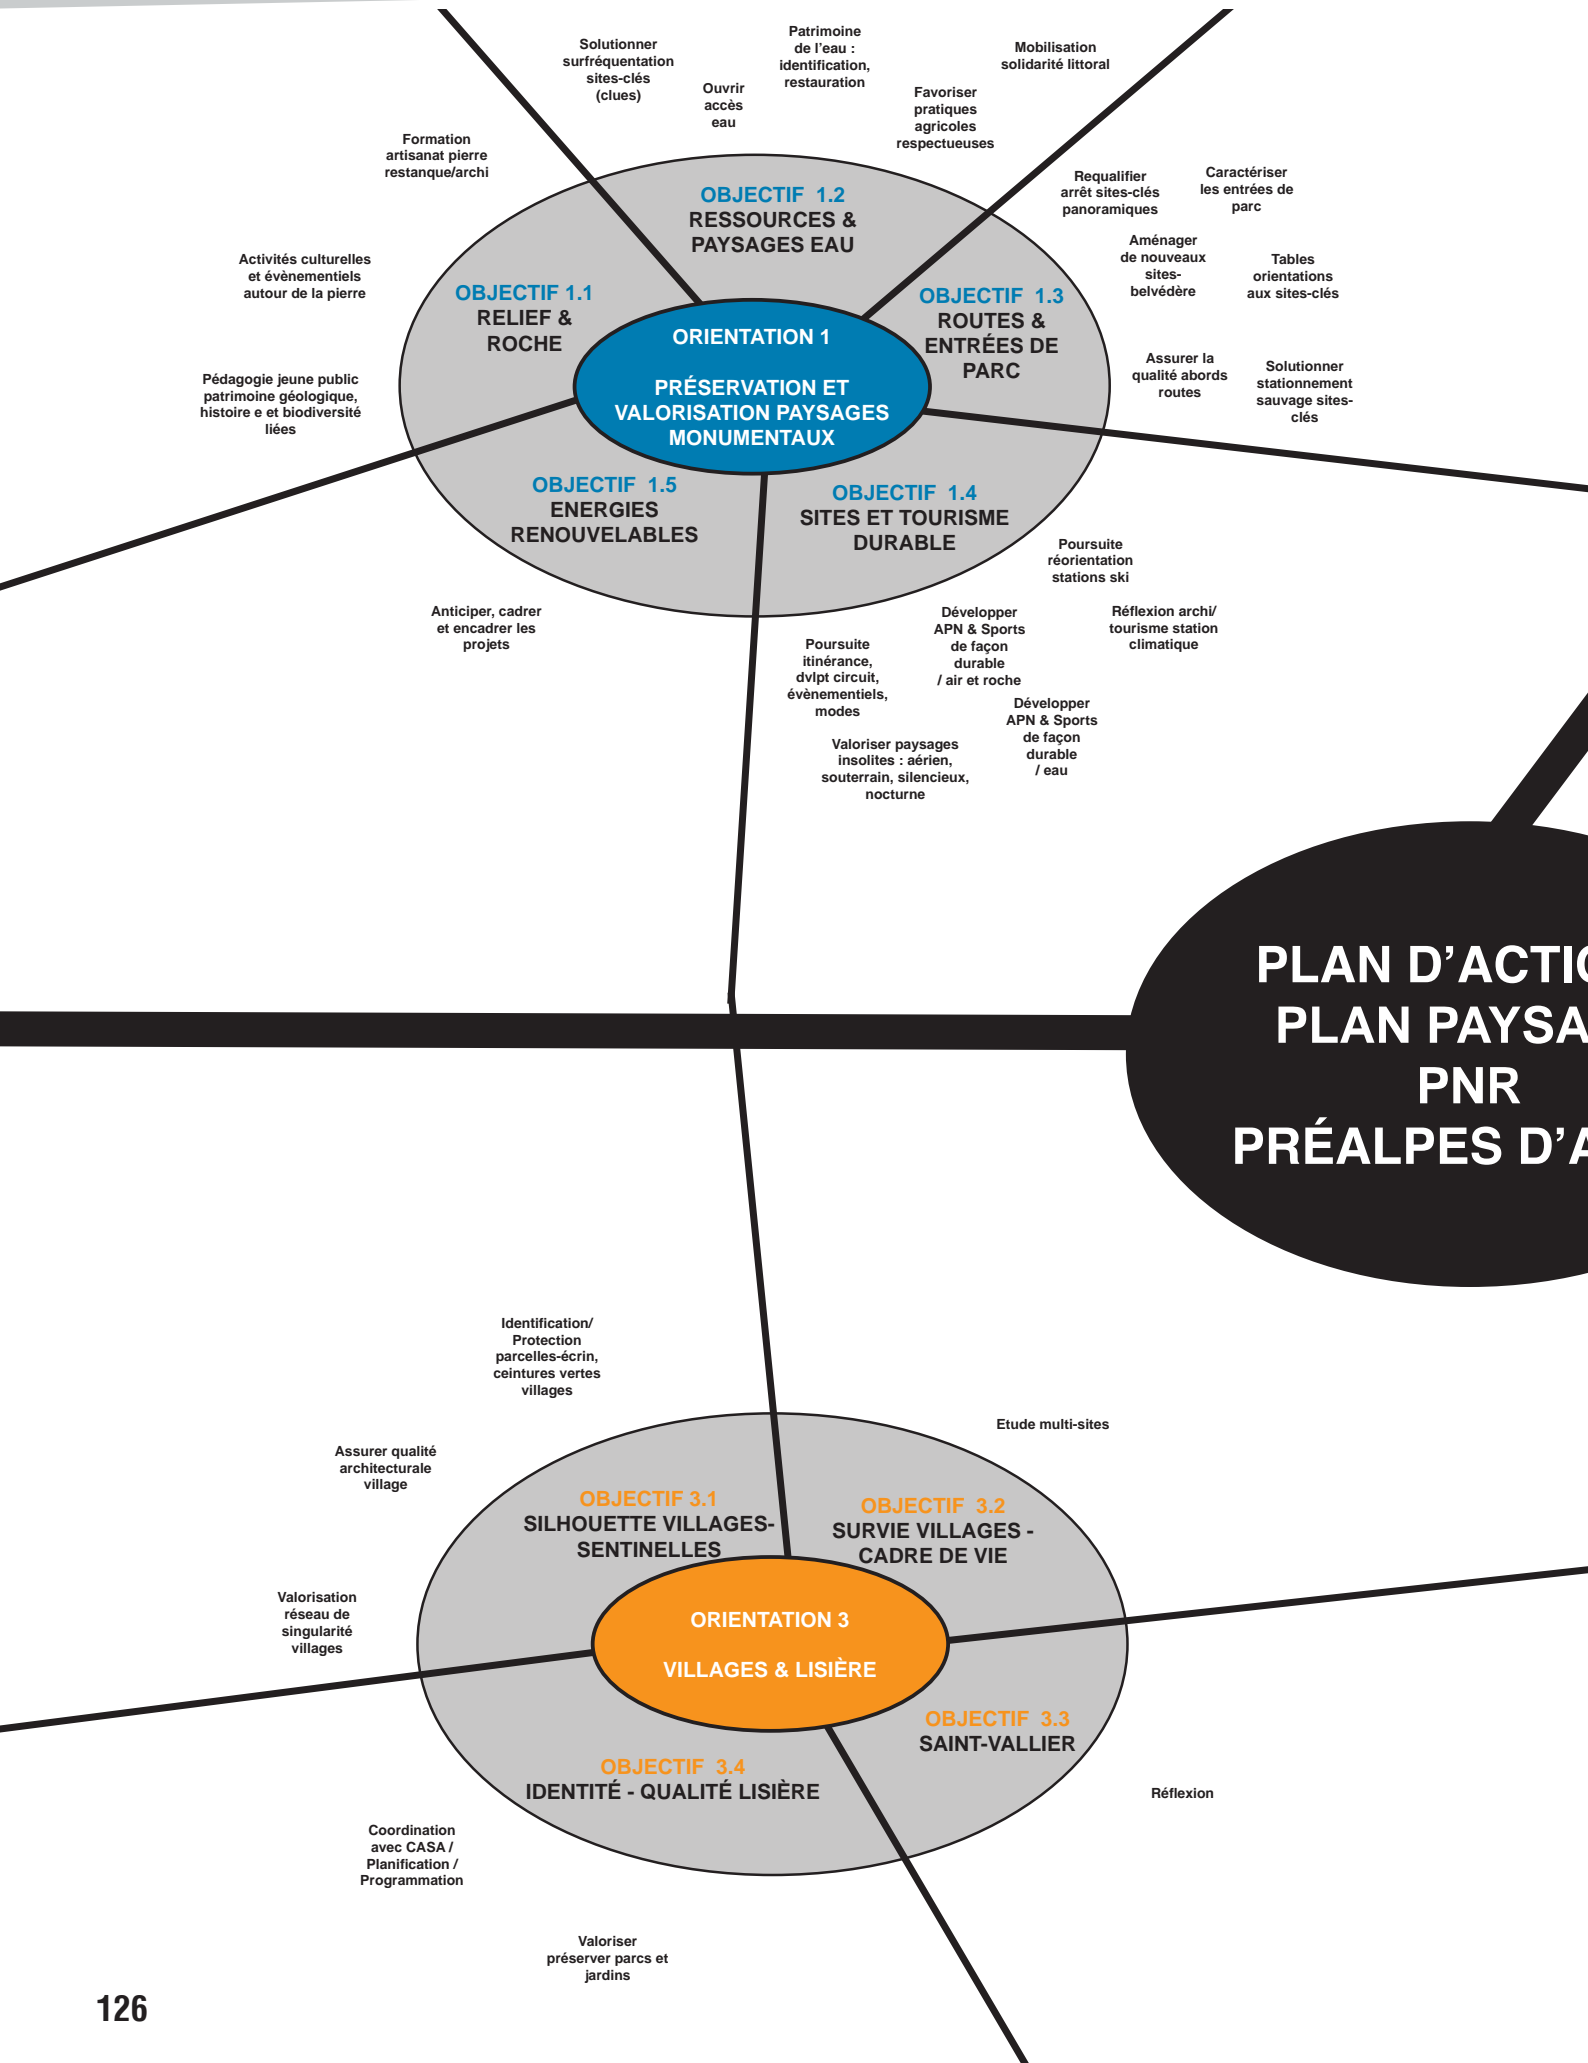 Solutionner
surfréquentation
sites-clés
(clues)
Ouvrir
accès
eau
Patrimoine
de l'eau :
identification,
restauration
Favoriser
pratiques
agricoles
respectueuses
Mobilisation
solidarité littoral
Formation
artisanat pierre
restanque/archi
Activités culturelles
et évènementiels
autour de la pierre
Pédagogie jeune public
patrimoine géologique,
histoire e et biodiversité
liées
OBJECTIF 1.2
RESSOURCES &
PAYSAGES EAU
OBJECTIF 1.1
RELIEF &
ROCHE
OBJECTIF 1.3
ROUTES &
ENTRÉES DE
PARC
ORIENTATION 1
PRÉSERVATION ET
VALORISATION PAYSAGES
MONUMENTAUX
OBJECTIF 1.5
ENERGIES
RENOUVELABLES
OBJECTIF 1.4
SITES ET TOURISME
DURABLE
Requalifier
arrêt sites-clés
panoramiques
Caractériser
les entrées de
parc
Aménager
de nouveaux
sites-
belvédère
Tables
orientations
aux sites-clés
Assurer la
qualité abords
routes
Solutionner
stationnement
sauvage sites-
clés
Anticiper, cadrer
et encadrer les
projets
Poursuite
réorientation
stations ski
Développer
APN & Sports
de façon
durable
/ air et roche
Réflexion archi/
tourisme station
climatique
Poursuite
itinérance,
dvlpt circuit,
évènementiels,
modes
Développer
APN & Sports
de façon
durable
/ eau
Valoriser paysages
insolites : aérien,
souterrain, silencieux,
nocturne
PLAN D'ACTIO
PLAN PAYSA
PNR
PRÉALPES D'A
Identification/
Protection
parcelles-écrin,
ceintures vertes
villages
Assurer qualité
architecturale
village
Valorisation
réseau de
singularité
villages
Etude multi-sites
OBJECTIF 3.1
SILHOUETTE VILLAGES-
SENTINELLES
OBJECTIF 3.2
SURVIE VILLAGES -
CADRE DE VIE
ORIENTATION 3
VILLAGES & LISIÈRE
OBJECTIF 3.3
SAINT-VALLIER
OBJECTIF 3.4
IDENTITÉ - QUALITÉ LISIÈRE
Réflexion
Coordination
avec CASA /
Planification /
Programmation
Valoriser
préserver parcs et
jardins
126